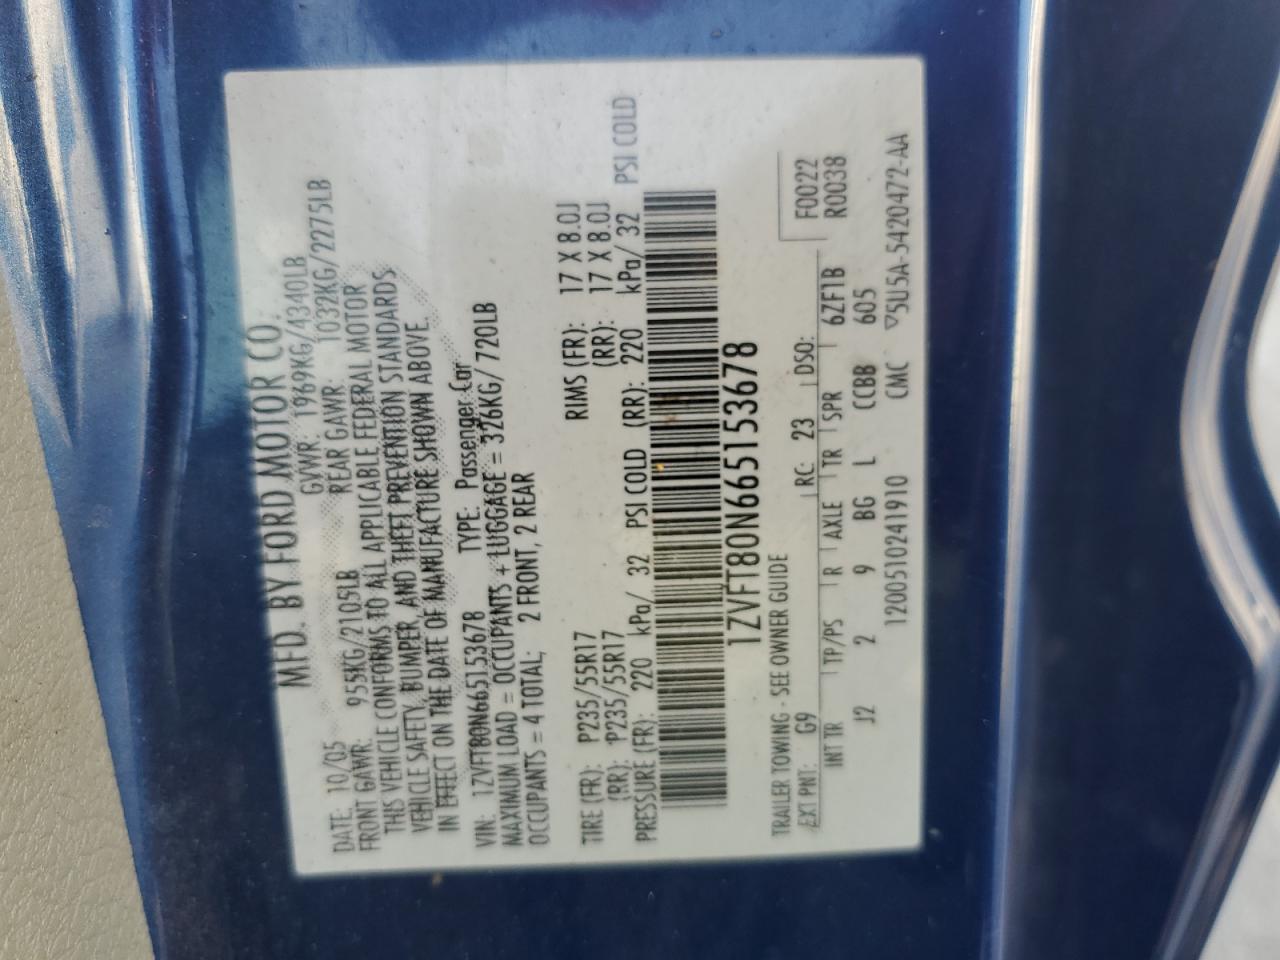 MFD. BY FORD MOTOR CO.
DATE: 10/05 GVWR: 1969KG/4340LB
FRONT GAWR: 955KG/2105LB REAR GAWR: 1032KG/2275LB
THIS VEHICLE CONFORMS TO ALL APPLICABLE FEDERAL MOTOR
VEHICLE SAFETY, BUMPER, AND THEFT PREVENTION STANDARDS
IN EFFECT ON THE DATE OF MANUFACTURE SHOWN ABOVE.
VIN: 1ZVFT80N665153678 TYPE: Passenger Car
MAXIMUM LOAD = OCCUPANTS + LUGGAGE = 326KG/720LB
OCCUPANTS = 4 TOTAL; 2 FRONT, 2 REAR
TIRE (FR): P235/55R17 RIMS (FR): 17 X 8.0J
(RR): P235/55R17 (RR): 17 X 8.0J
PRESSURE (FR): 220 kPa/ 32 PSI COLD (RR): 220 kPa/ 32 PSI COLD
1ZVFT80N665153678
TRAILER TOWING - SEE OWNER GUIDE
EXT PNT: G9 RC: 23 DSO: F0022
R0038
INT TR TP/PS R AXLE TR SPR 6ZF1B
J2 2 9 BG L CCBB 605
1200510241910 CMC ▽5U5A-5420472-AA